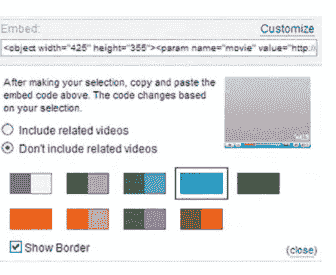 Embed: Customize
<object width="425" height="355"><param name="movie" value="http:/
After making your selection, copy and paste the
embed code above. The code changes based
on your selection.
Include related videos
Don't include related videos
Show Border
(close)